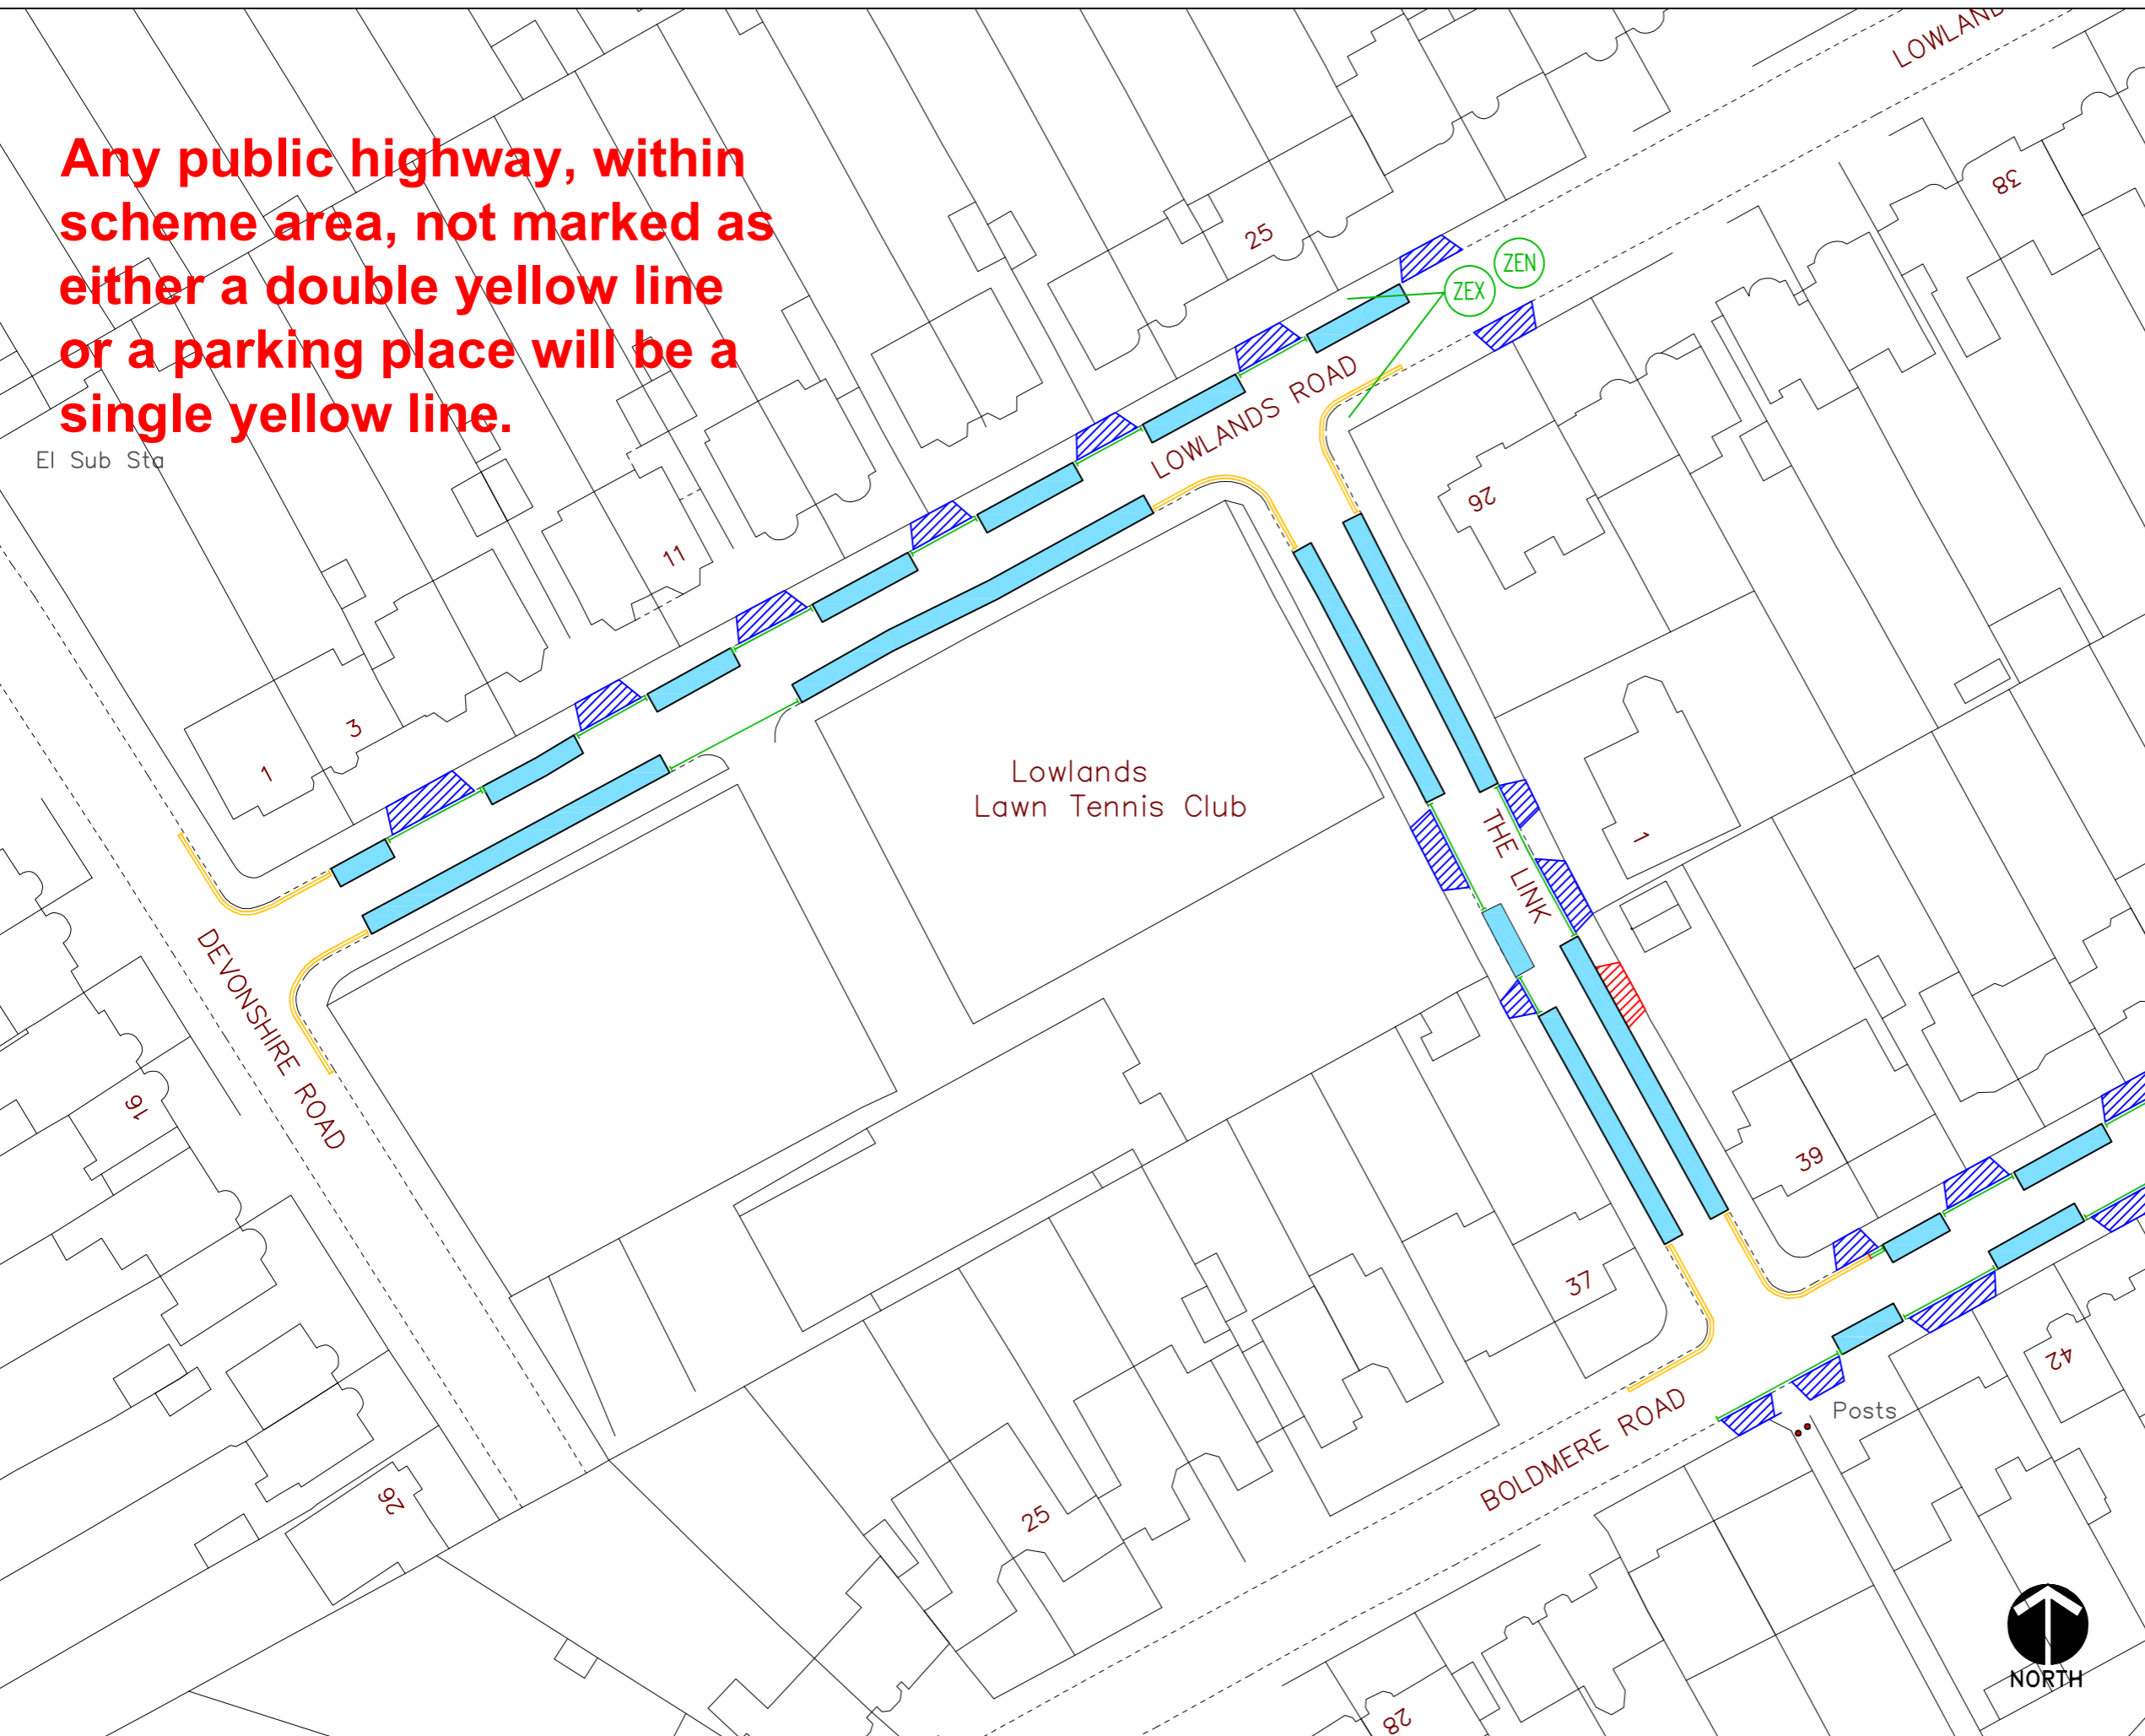 LOWLAN
Any public highway, within
scheme area, not marked as
either a double yellow line
or a parking place will be a
single yellow line.
El Sub Sta
38
25
ZEN
ZEX
LOWLANDS ROAD
26
11
3
1
Lowlands
Lawn Tennis Club
THE LINK
1
DEVONSHIRE ROAD
16
39
37
42
Posts
BOLDMERE ROAD
26
25
28
NORTH